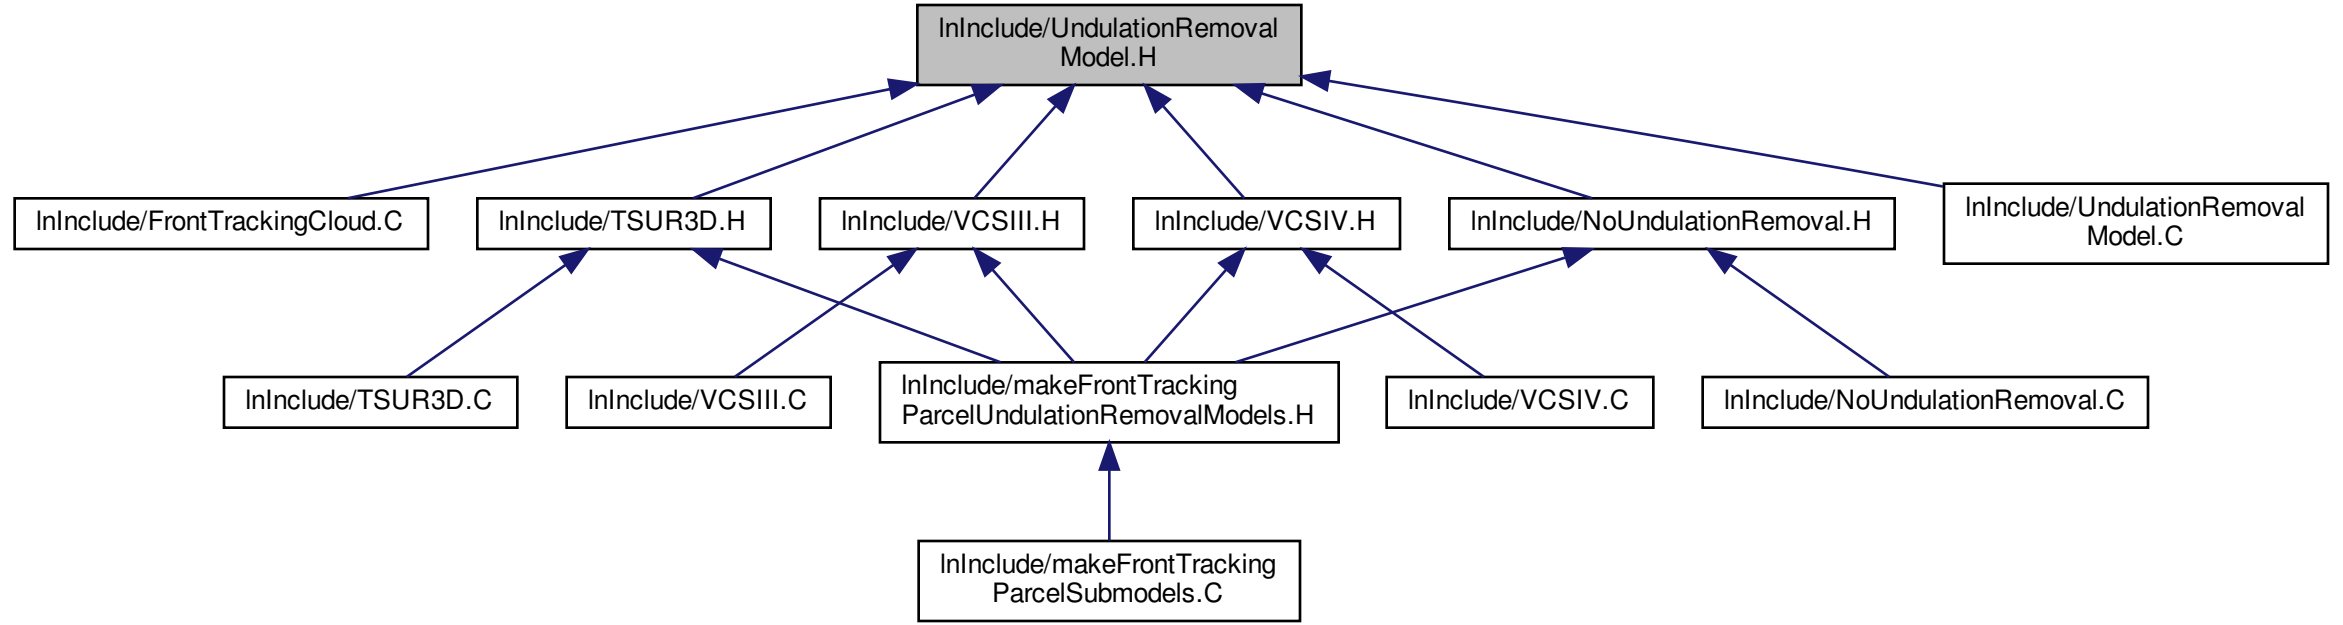 lnInclude/UndulationRemoval
Model.H
lnInclude/FrontTrackingCloud.C
lnInclude/TSUR3D.H
lnInclude/VCSIII.H
lnInclude/VCSIV.H
lnInclude/NoUndulationRemoval.H
lnInclude/UndulationRemoval
Model.C
lnInclude/TSUR3D.C
lnInclude/VCSIII.C
lnInclude/makeFrontTracking
ParcelUndulationRemovalModels.H
lnInclude/VCSIV.C
lnInclude/NoUndulationRemoval.C
lnInclude/makeFrontTracking
ParcelSubmodels.C